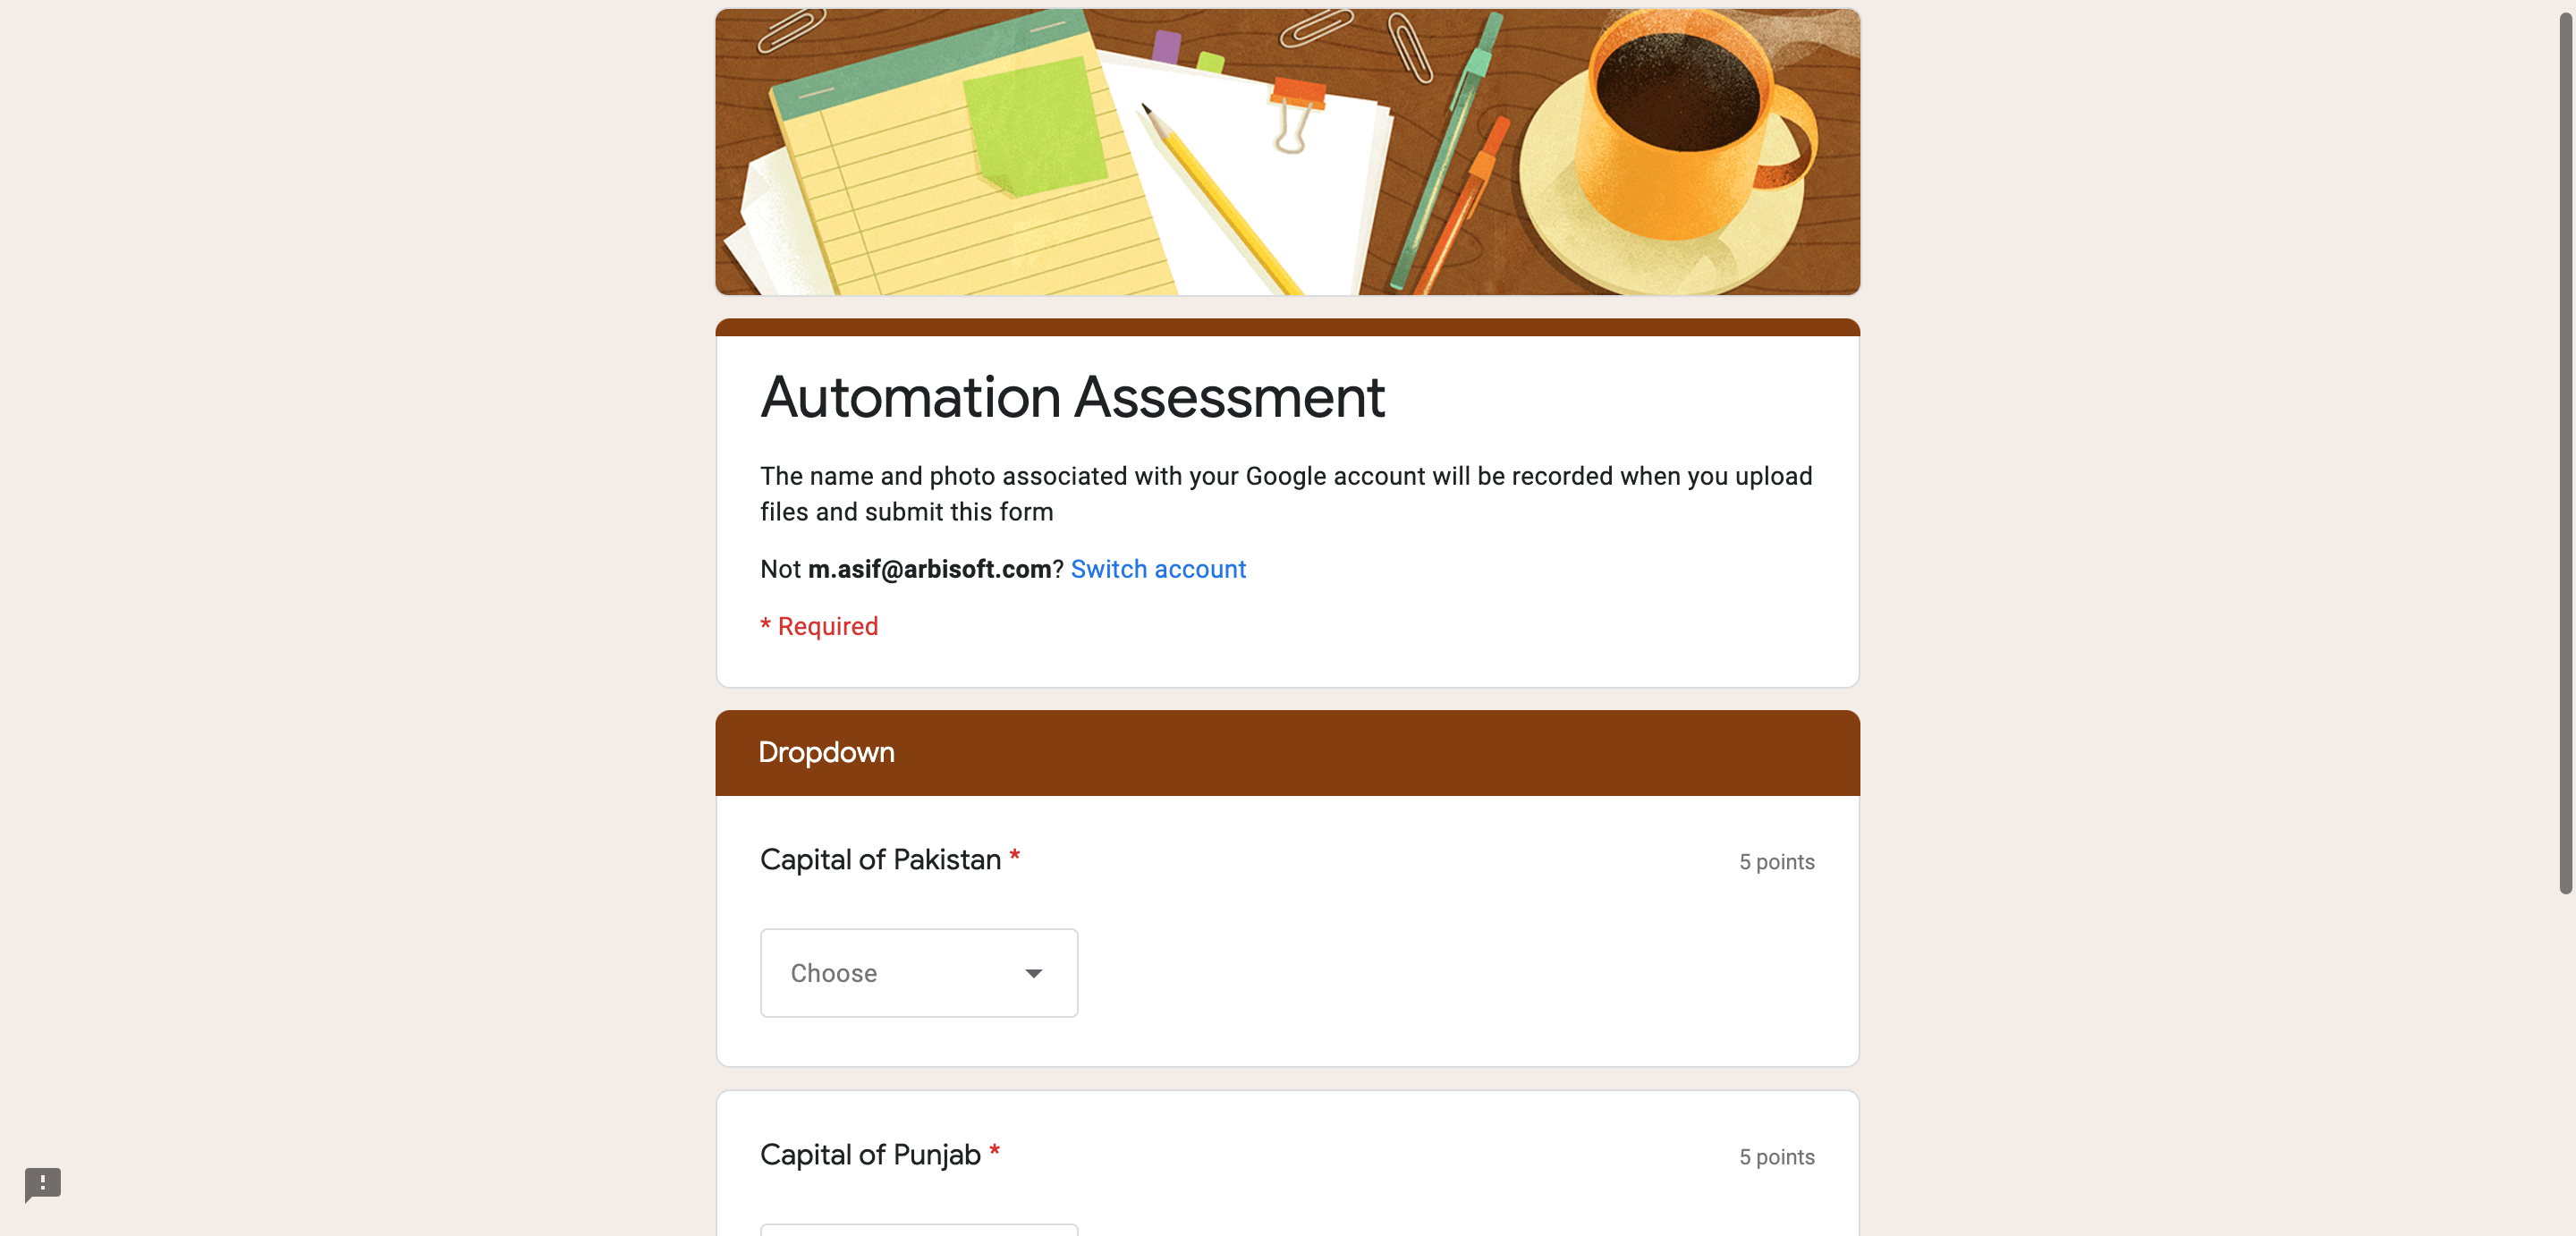 Automation Assessment
The name and photo associated with your Google account will be recorded when you upload
files and submit this form
Not m.asif@arbisoft.com? Switch account
* Required
Dropdown
Capital of Pakistan *
5 points
Choose
Capital of Punjab *
5 points